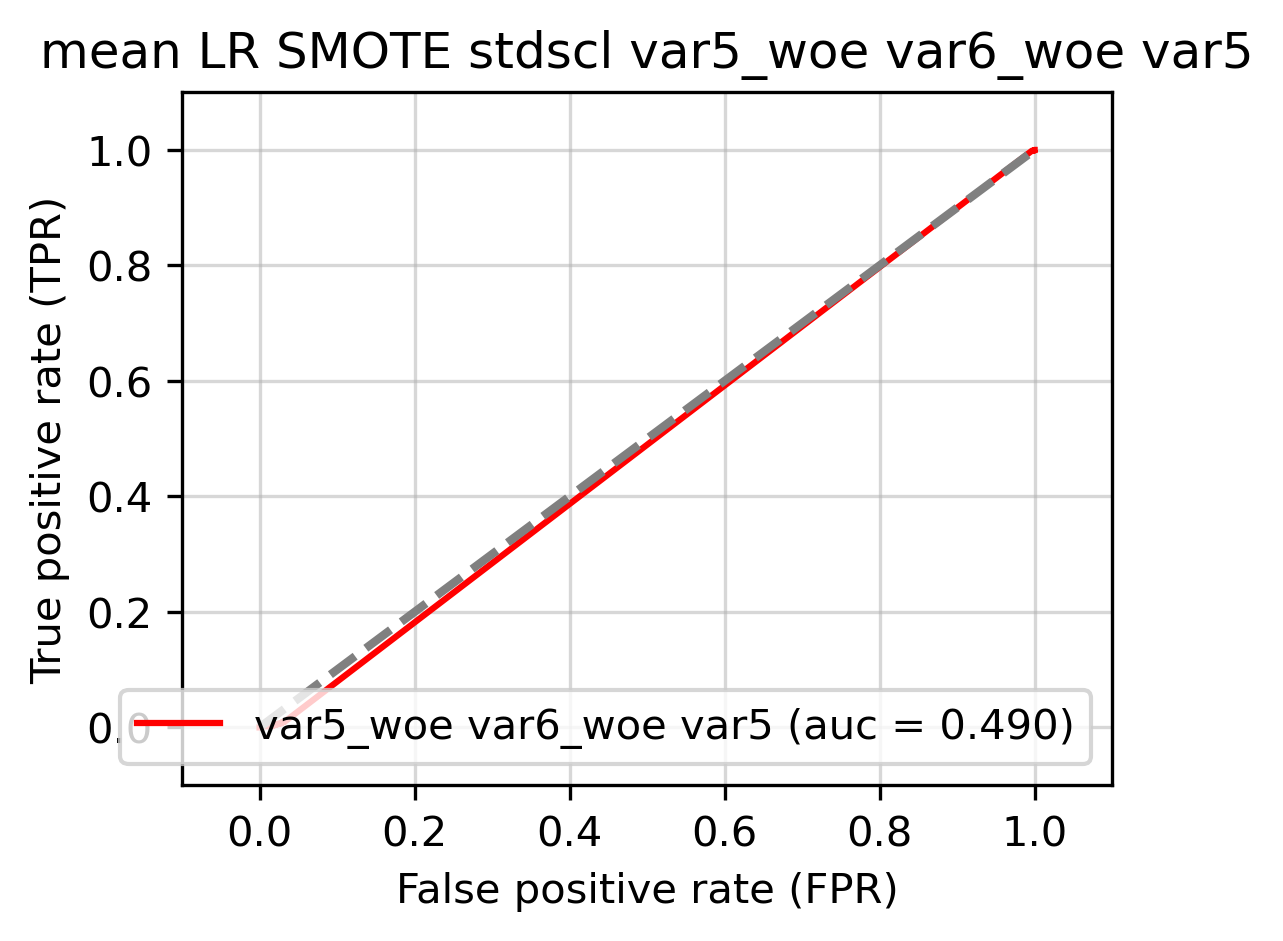 mean LR SMOTE stdscl var5_woe var6_woe var5
True positive rate (TPR)
1.0
0.8
0.6
0.4
0.2
0.0
var5_woe var6_woe var5 (auc = 0.490)
0.0 0.2 0.4 0.6 0.8 1.0
False positive rate (FPR)